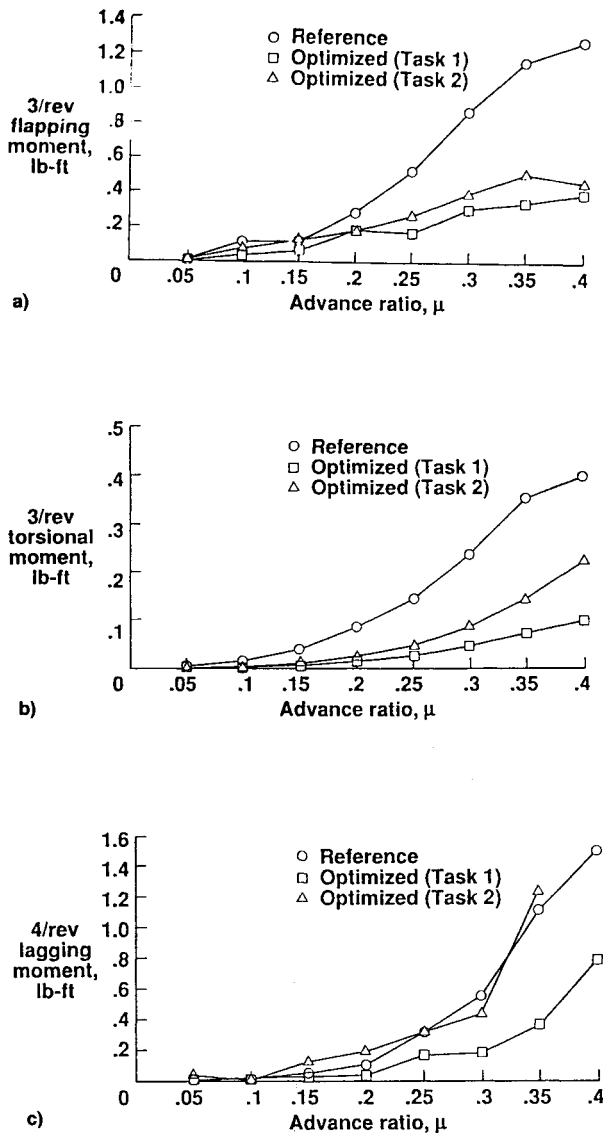 1.4
1.2
1.0
.8
.6
.4
.2
0
3/rev
flapping
moment,
lb-ft
Reference
Optimized (Task 1)
Optimized (Task 2)
.05 .1 .15 .2 .25 .3 .35 .4
Advance ratio, μ
a)
.5
.4
.3
.2
.1
0
3/rev
torsional
moment,
lb-ft
Reference
Optimized (Task 1)
Optimized (Task 2)
.05 .1 .15 .2 .25 .3 .35 .4
Advance ratio, μ
b)
1.6
1.4
1.2
1.0
.8
.6
.4
.2
0
4/rev
lagging
moment,
lb-ft
Reference
Optimized (Task 1)
Optimized (Task 2)
.05 .1 .15 .2 .25 .3 .35 .4
Advance ratio, μ
c)